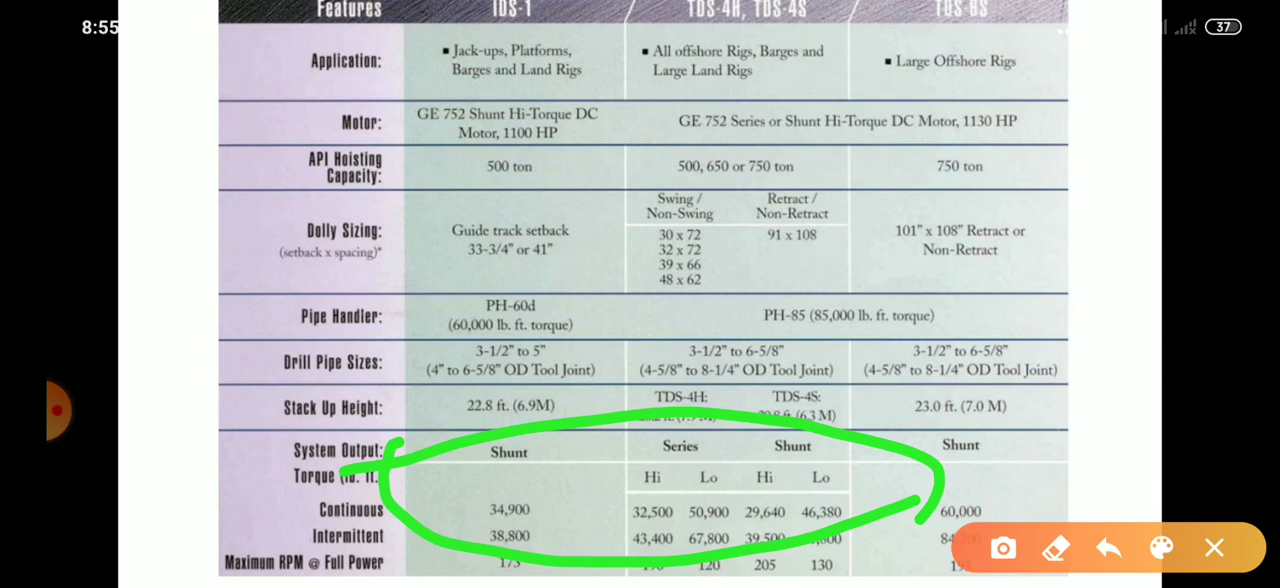 8:55
37
Features TDS-1 TDS-4H, TDS-4S TDS-6S
Application: ▪ Jack-ups, Platforms, Barges and Land Rigs ▪ All offshore Rigs, Barges and Large Land Rigs ▪ Large Offshore Rigs
Motor: GE 752 Shunt Hi-Torque DC Motor, 1100 HP GE 752 Series or Shunt Hi-Torque DC Motor, 1130 HP
API Hoisting
Capacity: 500 ton 500, 650 or 750 ton 750 ton
Swing / Retract /
Non-Swing Non-Retract
Dolly Sizing: Guide track setback 30 x 72 91 x 108 101” x 108” Retract or
(setback x spacing)* 33-3/4” or 41” 32 x 72 Non-Retract
39 x 66
48 x 62
Pipe Handler: PH-60d PH-85 (85,000 lb. ft. torque)
(60,000 lb. ft. torque)
Drill Pipe Sizes: 3-1/2” to 5” 3-1/2” to 6-5/8” 3-1/2” to 6-5/8”
(4” to 6-5/8” OD Tool Joint) (4-5/8” to 8-1/4” OD Tool Joint) (4-5/8” to 8-1/4” OD Tool Joint)
TDS-4H: TDS-4S:
Stack Up Height: 22.8 ft. (6.9M) (6.3 M) 23.0 ft. (7.0 M)
System Output: Shunt Series Shunt Shunt
Torque Hi Lo Hi Lo
Continuous 34,900 32,500 50,900 29,640 46,380 60,000
Intermittent 38,800 43,400 67,800 39,500
Maximum RPM @ Full Power 120 205 130